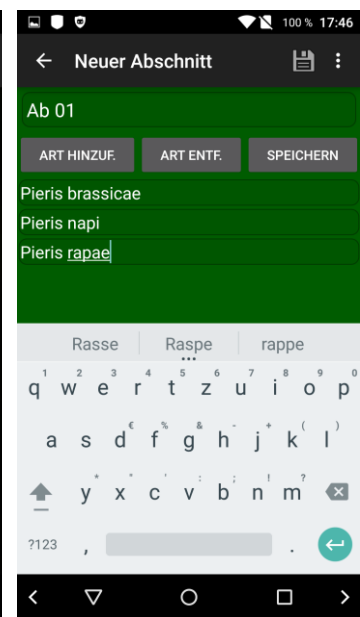 100 % 17:46
Neuer Abschnitt
Ab 01
ART HINZUF. ART ENTF. SPEICHERN
Pieris brassicae
Pieris napi
Pieris rapae
Rasse Raspe rappe
1 2 3 4 5 6 7 8 9 0
q w e r t z u i o p
€ % & - + ( )
a s d f g h j k l
* " ' : ; ! ?
y x c v b n m
?123 , .